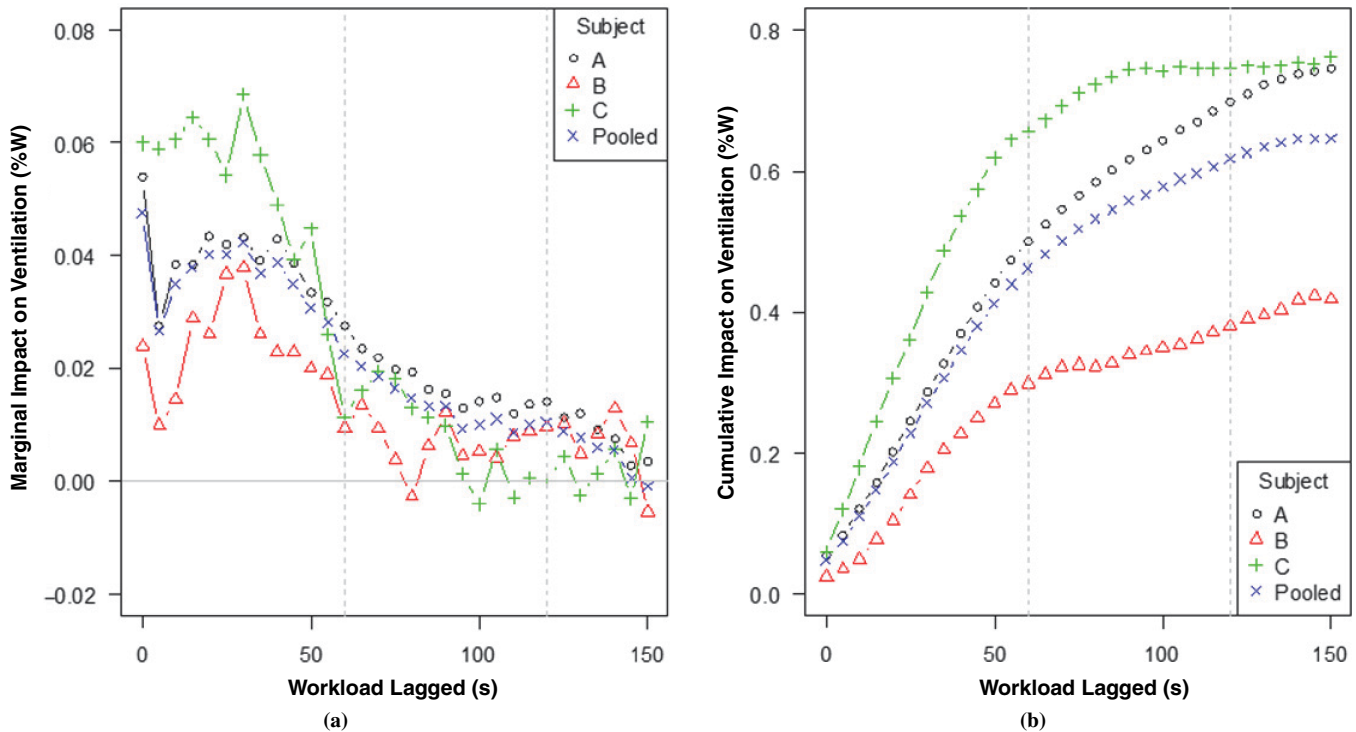 Marginal Impact on Ventilation (%W)
0.08
0.06
0.04
0.02
0.00
−0.02
Subject
A
B
C
Pooled
0 50 100 150
Workload Lagged (s)
(a)
Cumulative Impact on Ventilation (%W)
0.8
0.6
0.4
0.2
0.0
Subject
A
B
C
Pooled
0 50 100 150
Workload Lagged (s)
(b)